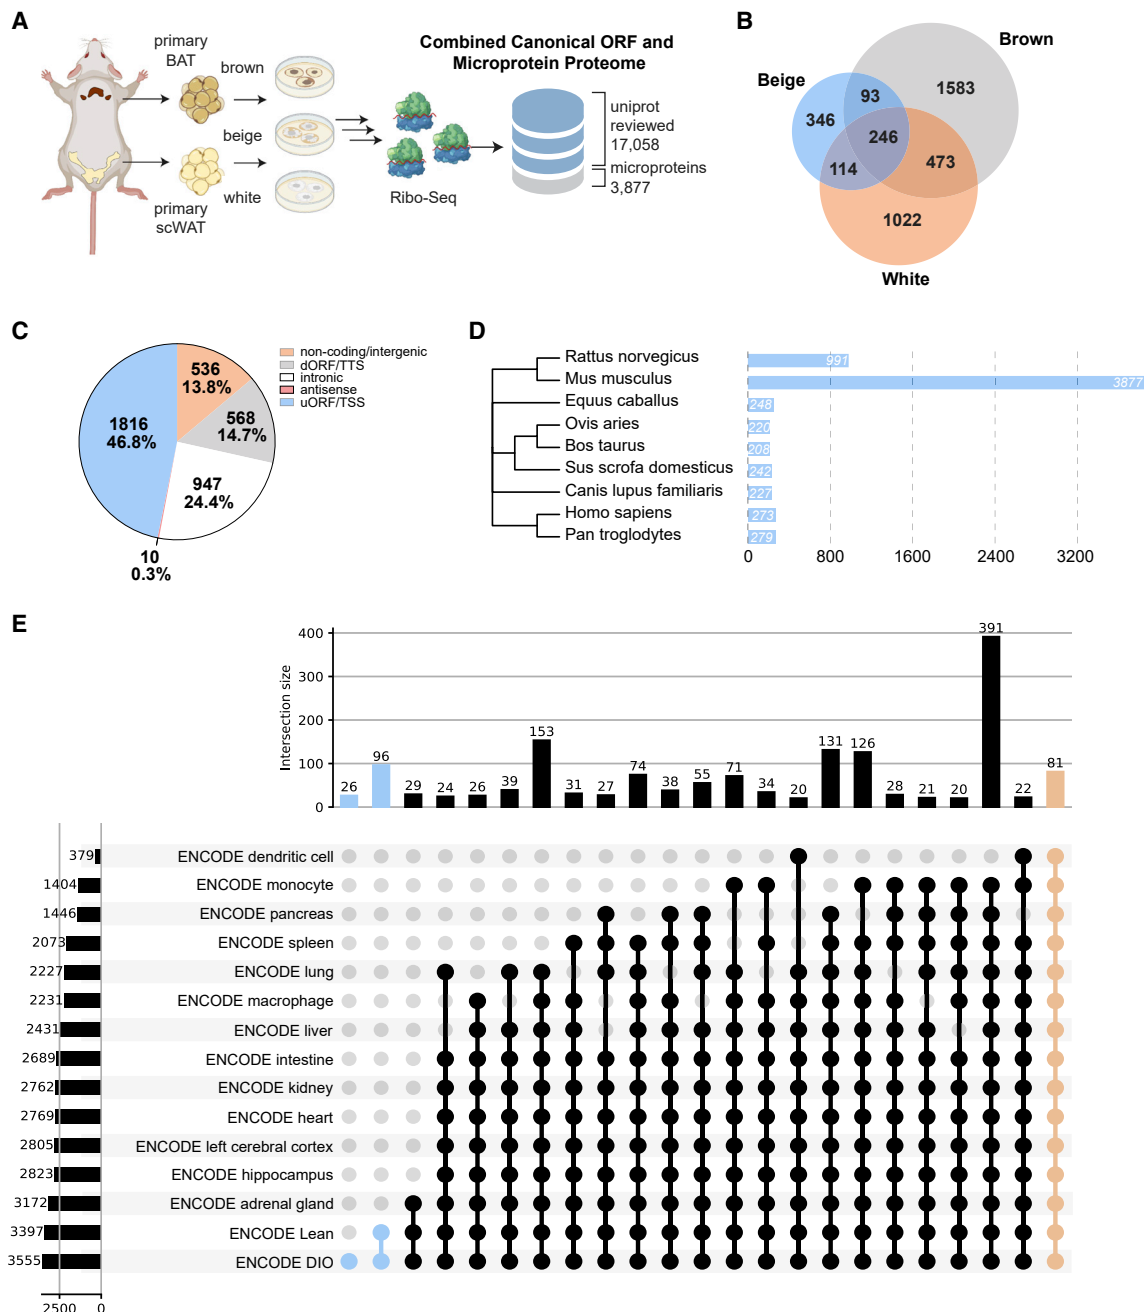 A
primary
BAT
brown
beige
white
primary
scWAT
Ribo-Seq
Combined Canonical ORF and
Microprotein Proteome
uniprot
reviewed
17,058
microproteins
3,877
B
Brown
Beige
White
1583
93
346
246
114
473
1022
C
536
13.8%
568
14.7%
947
24.4%
10
0.3%
1816
46.8%
non-coding/intergenic
dORF/TTS
intronic
antisense
uORF/TSS
D
Rattus norvegicus 991
Mus musculus 3877
Equus caballus 248
Ovis aries 220
Bos taurus 208
Sus scrofa domesticus 242
Canis lupus familiaris 227
Homo sapiens 273
Pan troglodytes 279
0 800 1600 2400 3200
E
Intersection size
400
300
200
100
0
26 96 29 24 26 39 153 31 27 74 38 55 71 34 20 131 126 28 21 20 391 22 81
379 ENCODE dendritic cell
1404 ENCODE monocyte
1446 ENCODE pancreas
2073 ENCODE spleen
2227 ENCODE lung
2231 ENCODE macrophage
2431 ENCODE liver
2689 ENCODE intestine
2762 ENCODE kidney
2769 ENCODE heart
2805 ENCODE left cerebral cortex
2823 ENCODE hippocampus
3172 ENCODE adrenal gland
3397 ENCODE Lean
3555 ENCODE DIO
2500 0